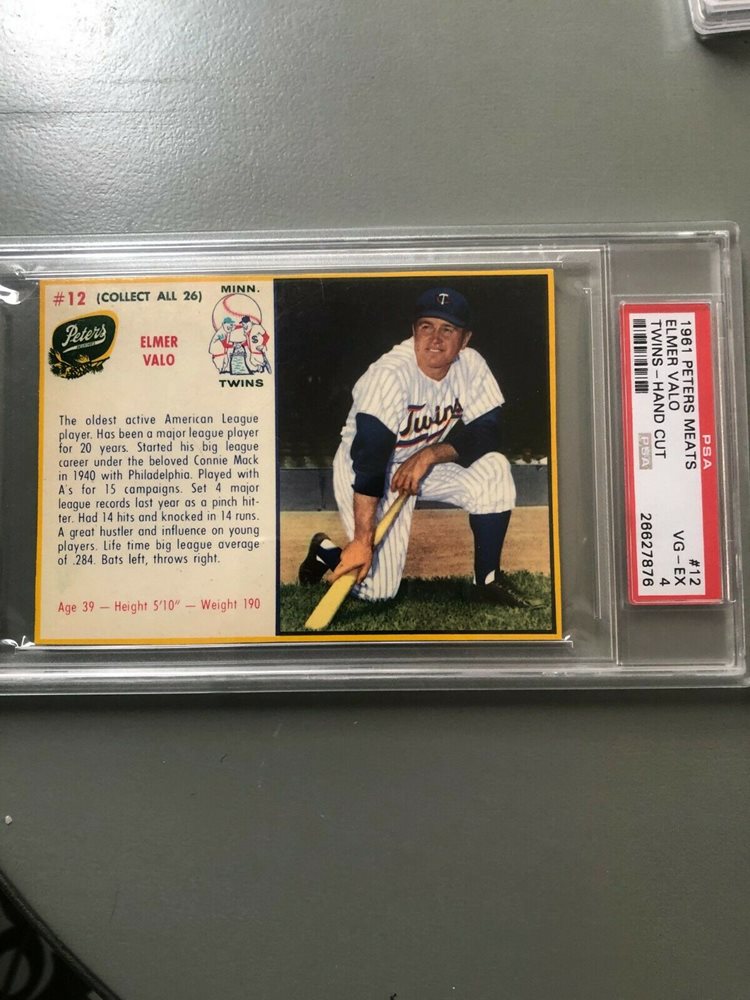 #12 (COLLECT ALL 26)
MINN.
Peters
ELMER
VALO
TWINS
The oldest active American League
player. Has been a major league player
for 20 years. Started his big league
career under the beloved Connie Mack
in 1940 with Philadelphia. Played with
A's for 15 campaigns. Set 4 major
league records last year as a pinch hit-
ter. Had 14 hits and knocked in 14 runs.
A great hustler and influence on young
players. Life time big league average
of .284. Bats left, throws right.
Age 39 — Height 5'10" — Weight 190
T
Twins
1961 PETERS MEATS #12
ELMER VALO VG-EX
TWINS-HAND CUT 4
PSA 26627876
PSA